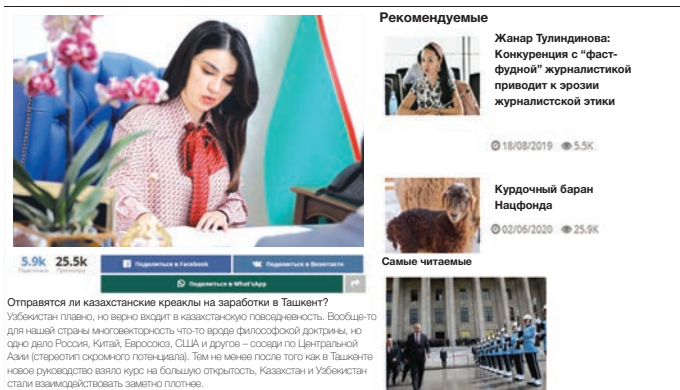 Рекомендуемые
Жанар Тулиндинова:
Конкуренция с “фаст-
фудной” журналистикой
приводит к эрозии
журналистской этики
18/08/2019 5.5K
Курдочный баран
Нацфонда
02/06/2020 25.9K
Самые читаемые
5.9k 25.5k
Поделиться в Facebook
Поделиться в Вконтакте
Поделиться в What'sApp
Отправятся ли казахстанские креаклы на заработки в Ташкент?
Узбекистан плавно, но верно входит в казахстанскую повседневность. Вообще-то
для нашей страны многовекторность что-то вроде философской доктрины, но
одно дело Россия, Китай, Евросоюз, США и другое – соседи по Центральной
Азии (стереотип скромного потенциала). Тем не менее после того как в Ташкенте
новое руководство взяло курс на большую открытость, Казахстан и Узбекистан
стали взаимодействовать заметно плотнее.